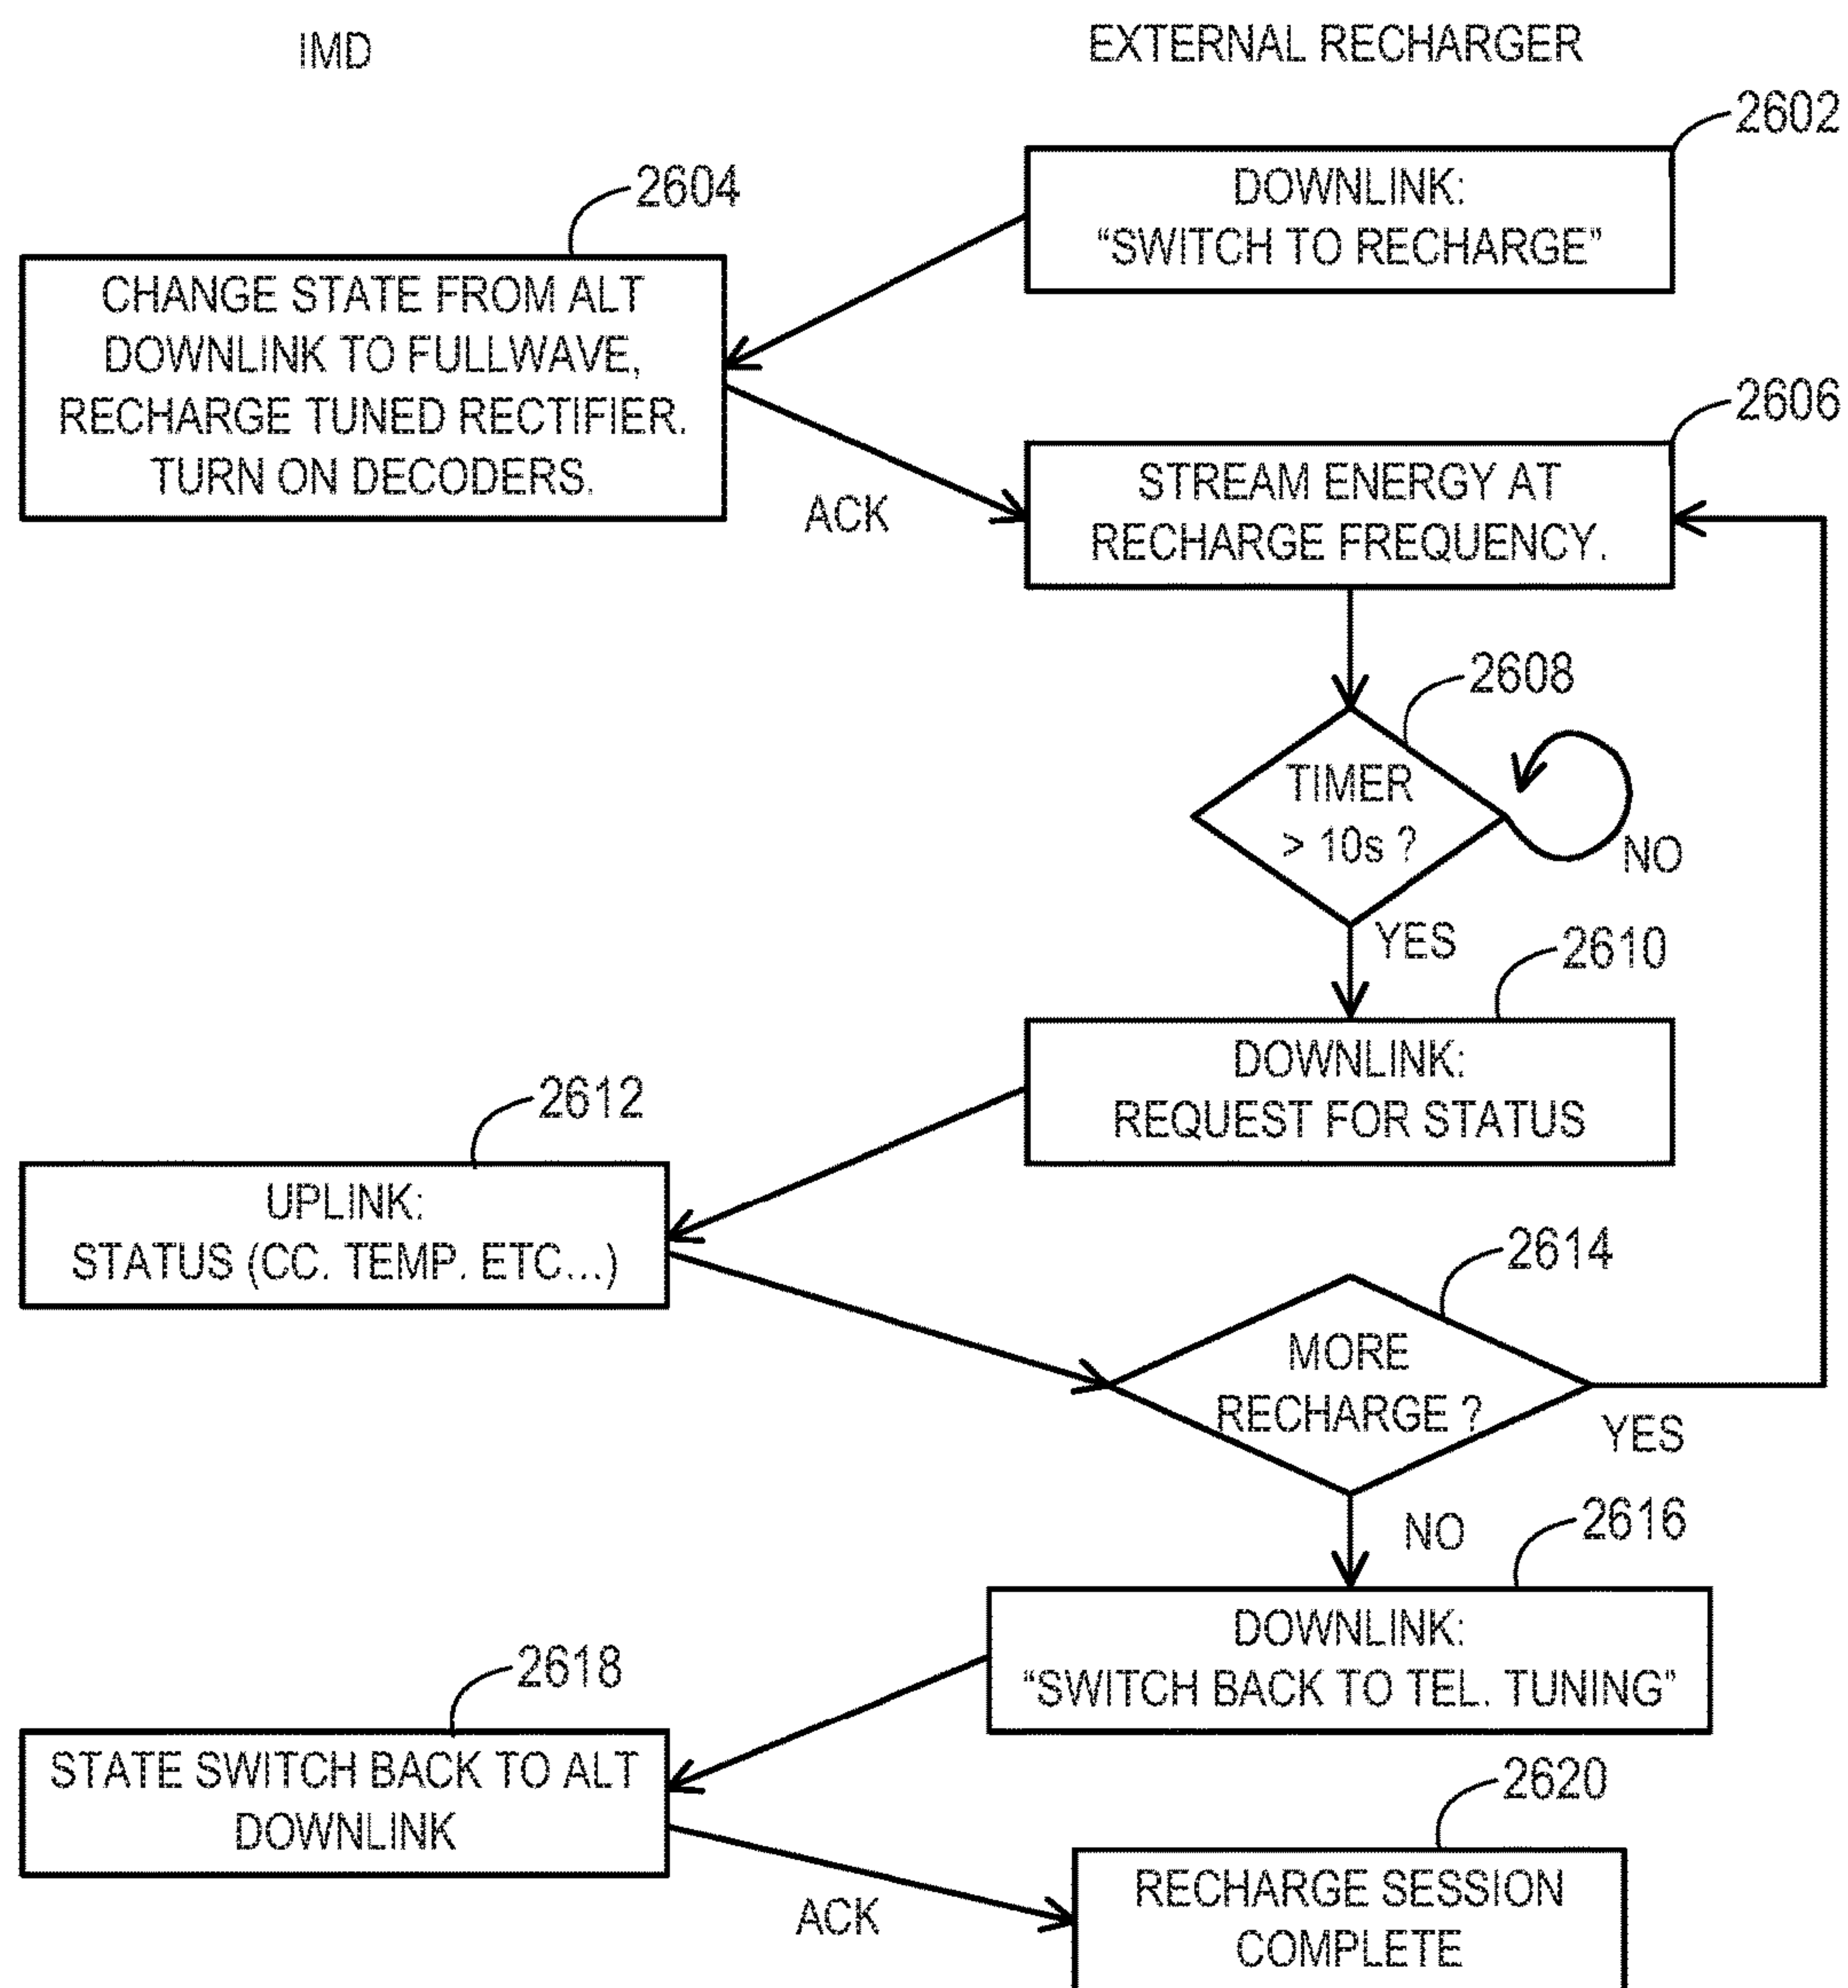 IMD
EXTERNAL RECHARGER
2602
DOWNLINK:
“SWITCH TO RECHARGE”
2604
CHANGE STATE FROM ALT
DOWNLINK TO FULLWAVE,
RECHARGE TUNED RECTIFIER.
TURN ON DECODERS.
ACK
2606
STREAM ENERGY AT
RECHARGE FREQUENCY.
2608
TIMER
> 10s ?
NO
YES
2610
DOWNLINK:
REQUEST FOR STATUS
2612
UPLINK:
STATUS (CC. TEMP. ETC...)
2614
MORE
RECHARGE ?
YES
NO
2616
DOWNLINK:
“SWITCH BACK TO TEL. TUNING”
2618
STATE SWITCH BACK TO ALT
DOWNLINK
ACK
2620
RECHARGE SESSION
COMPLETE